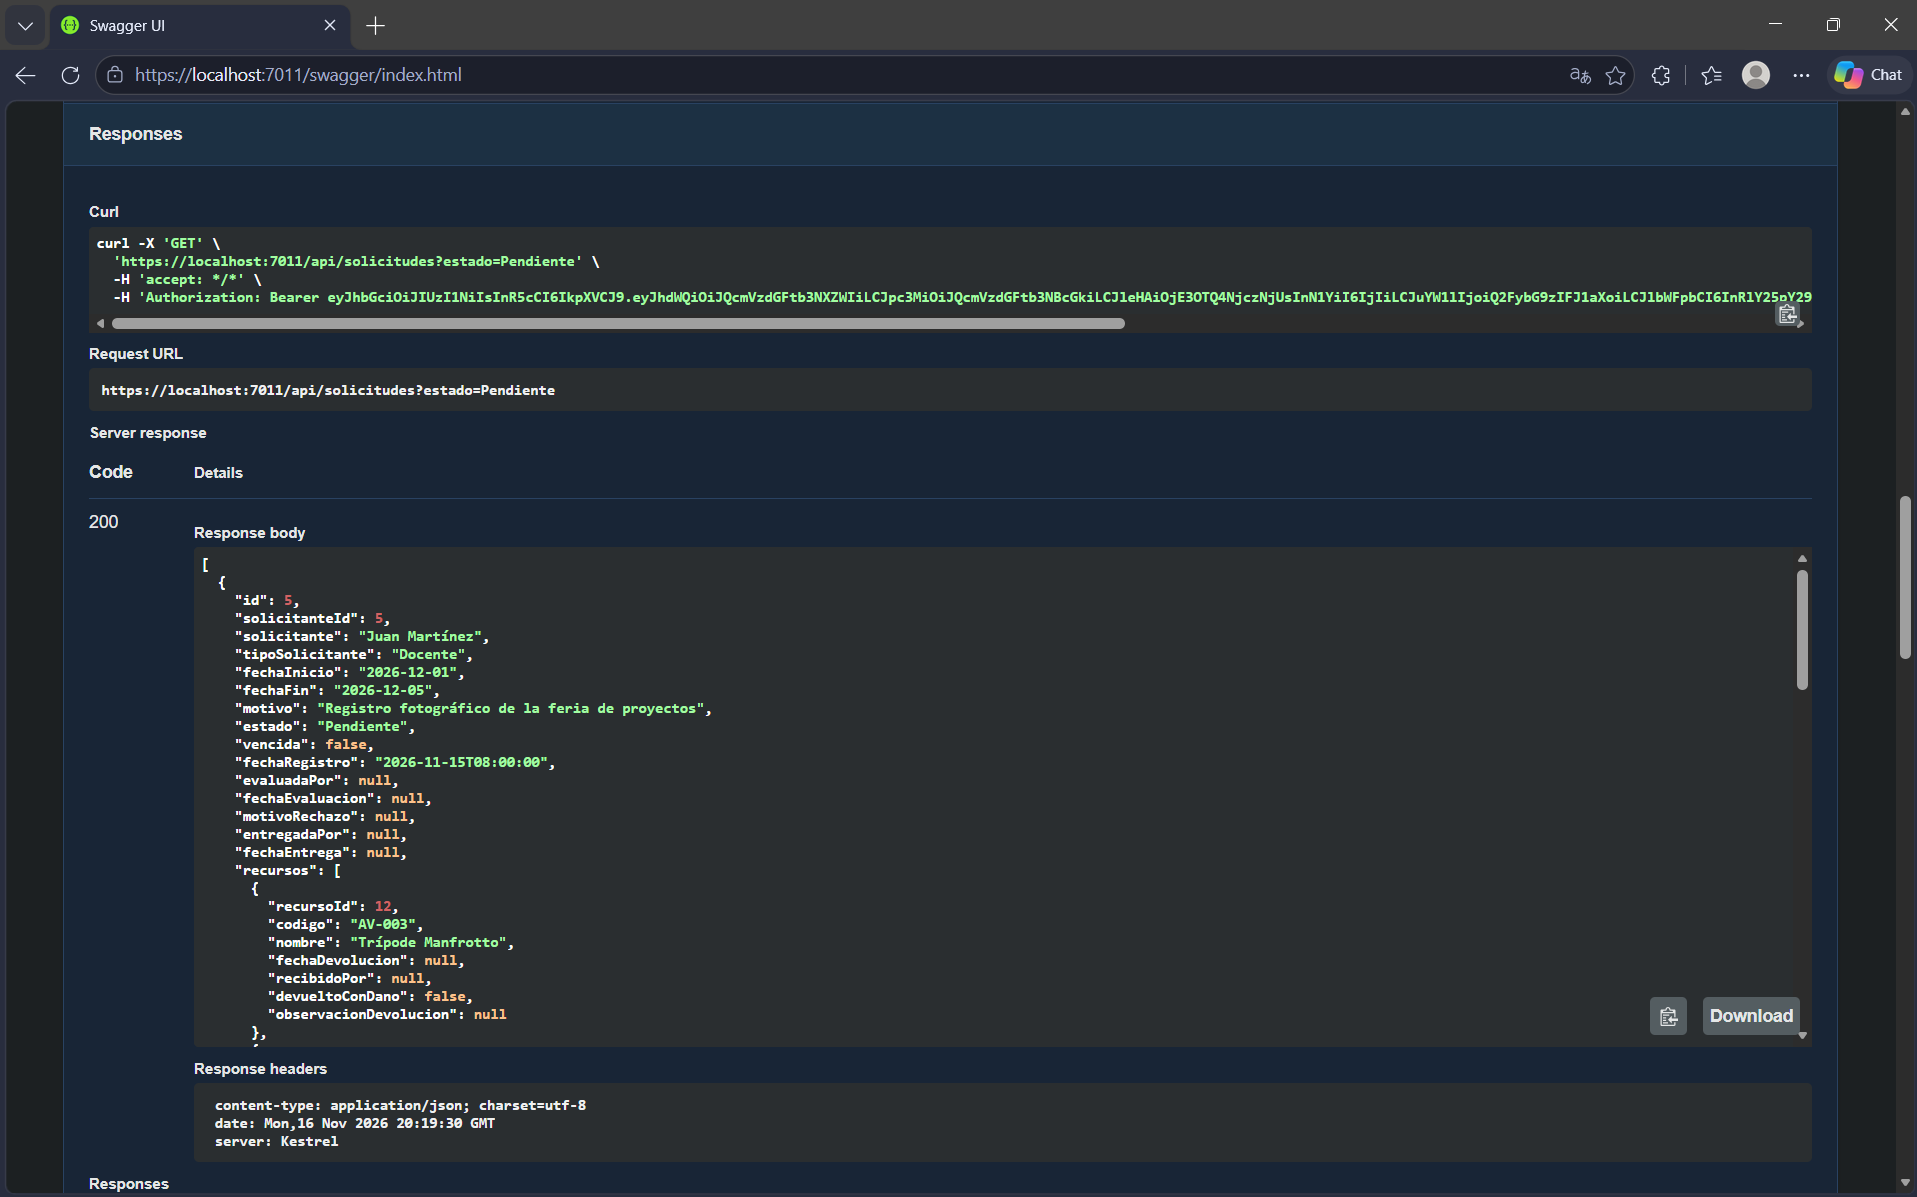 Swagger UI
https://localhost:7011/swagger/index.html
Chat
Responses
Curl
curl -X 'GET' \
'https://localhost:7011/api/solicitudes?estado=Pendiente' \
-H 'accept: */*' \
-H 'Authorization: Bearer eyJhbGciOiJIUzI1NiIsInR5cCI6IkpXVCJ9.eyJhdWQiOiJQcmVzdGFtb3NXZWIiLCJpc3MiOiJQcmVzdGFtb3NBcGkiLCJleHAiOjE3OTQ4NjczNjUsInN1YiI6IjIiLCJuYW1lIjoiQ2FybG9zIFJ1aXoiLCJlbWFpbCI6InRlY25pY29
Request URL
https://localhost:7011/api/solicitudes?estado=Pendiente
Server response
Code Details
200
Response body
[
{
"id": 5,
"solicitanteId": 5,
"solicitante": "Juan Martínez",
"tipoSolicitante": "Docente",
"fechaInicio": "2026-12-01",
"fechaFin": "2026-12-05",
"motivo": "Registro fotográfico de la feria de proyectos",
"estado": "Pendiente",
"vencida": false,
"fechaRegistro": "2026-11-15T08:00:00",
"evaluadaPor": null,
"fechaEvaluacion": null,
"motivoRechazo": null,
"entregadaPor": null,
"fechaEntrega": null,
"recursos": [
{
"recursoId": 12,
"codigo": "AV-003",
"nombre": "Trípode Manfrotto",
"fechaDevolucion": null,
"recibidoPor": null,
"devueltoConDano": false,
"observacionDevolucion": null
},
Download
Response headers
content-type: application/json; charset=utf-8
date: Mon,16 Nov 2026 20:19:30 GMT
server: Kestrel
Responses